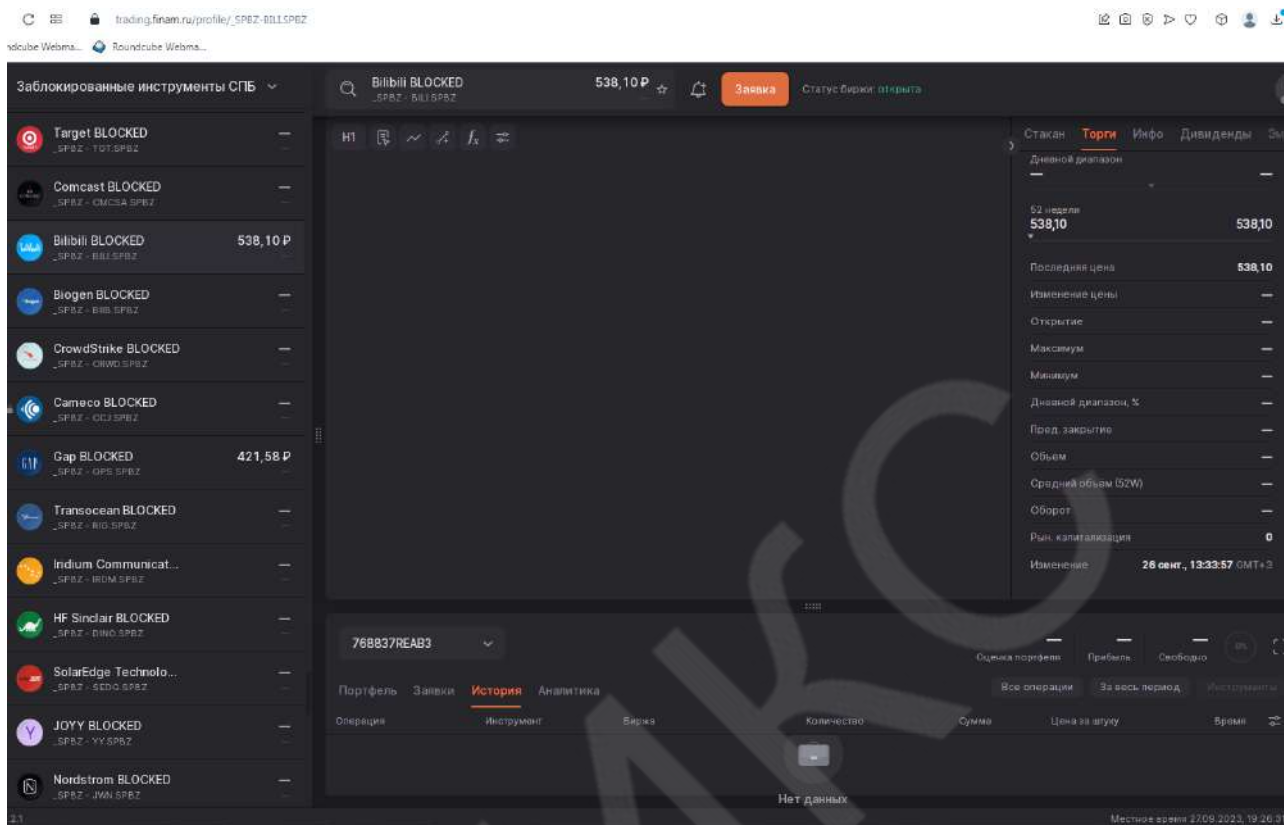 trading.finam.ru/profile/_SPBZ-BILI.SPBZ
ndcube Webma... Roundcube Webma...
Заблокированные инструменты СПБ
Bilibili BLOCKED
_SPBZ - BILI.SPBZ
538,10 ₽
Заявка
Статус биржи: открыта
Target BLOCKED —
_SPBZ - TGT.SPBZ
Comcast BLOCKED —
_SPBZ - CMCSA.SPBZ
Bilibili BLOCKED 538,10 ₽
_SPBZ - BILI.SPBZ
Biogen BLOCKED —
_SPBZ - BIIB.SPBZ
CrowdStrike BLOCKED —
_SPBZ - CRWD.SPBZ
Cameco BLOCKED —
_SPBZ - CCJ.SPBZ
Gap BLOCKED 421,58 ₽
_SPBZ - GPS.SPBZ
Transocean BLOCKED —
_SPBZ - RIG.SPBZ
Iridium Communicat... —
_SPBZ - IRDM.SPBZ
HF Sinclair BLOCKED —
_SPBZ - DINO.SPBZ
SolarEdge Technolo... —
_SPBZ - SEDG.SPBZ
JOYY BLOCKED —
_SPBZ - YY.SPBZ
Nordstrom BLOCKED —
_SPBZ - JWN.SPBZ
2.1
H1
Стакан Торги Инфо Дивиденды
Дневной диапазон
— —
52 недели
538,10 538,10
Последняя цена 538,10
Изменение цены —
Открытие —
Максимум —
Минимум —
Дневной диапазон, % —
Пред. закрытие —
Объем —
Средний объем (52W) —
Оборот —
Рын. капитализация 0
Изменение 26 сент., 13:33:57 GMT+3
768837REAB3
— — —
Оценка портфеля Прибыль Свободно 0%
Портфель Заявки История Аналитика
Все операции За весь период Инструменты
Операция Инструмент Биржа Количество Сумма Цена за штуку Время
Нет данных
Местное время 27.09.2023, 19:26:3
МКС